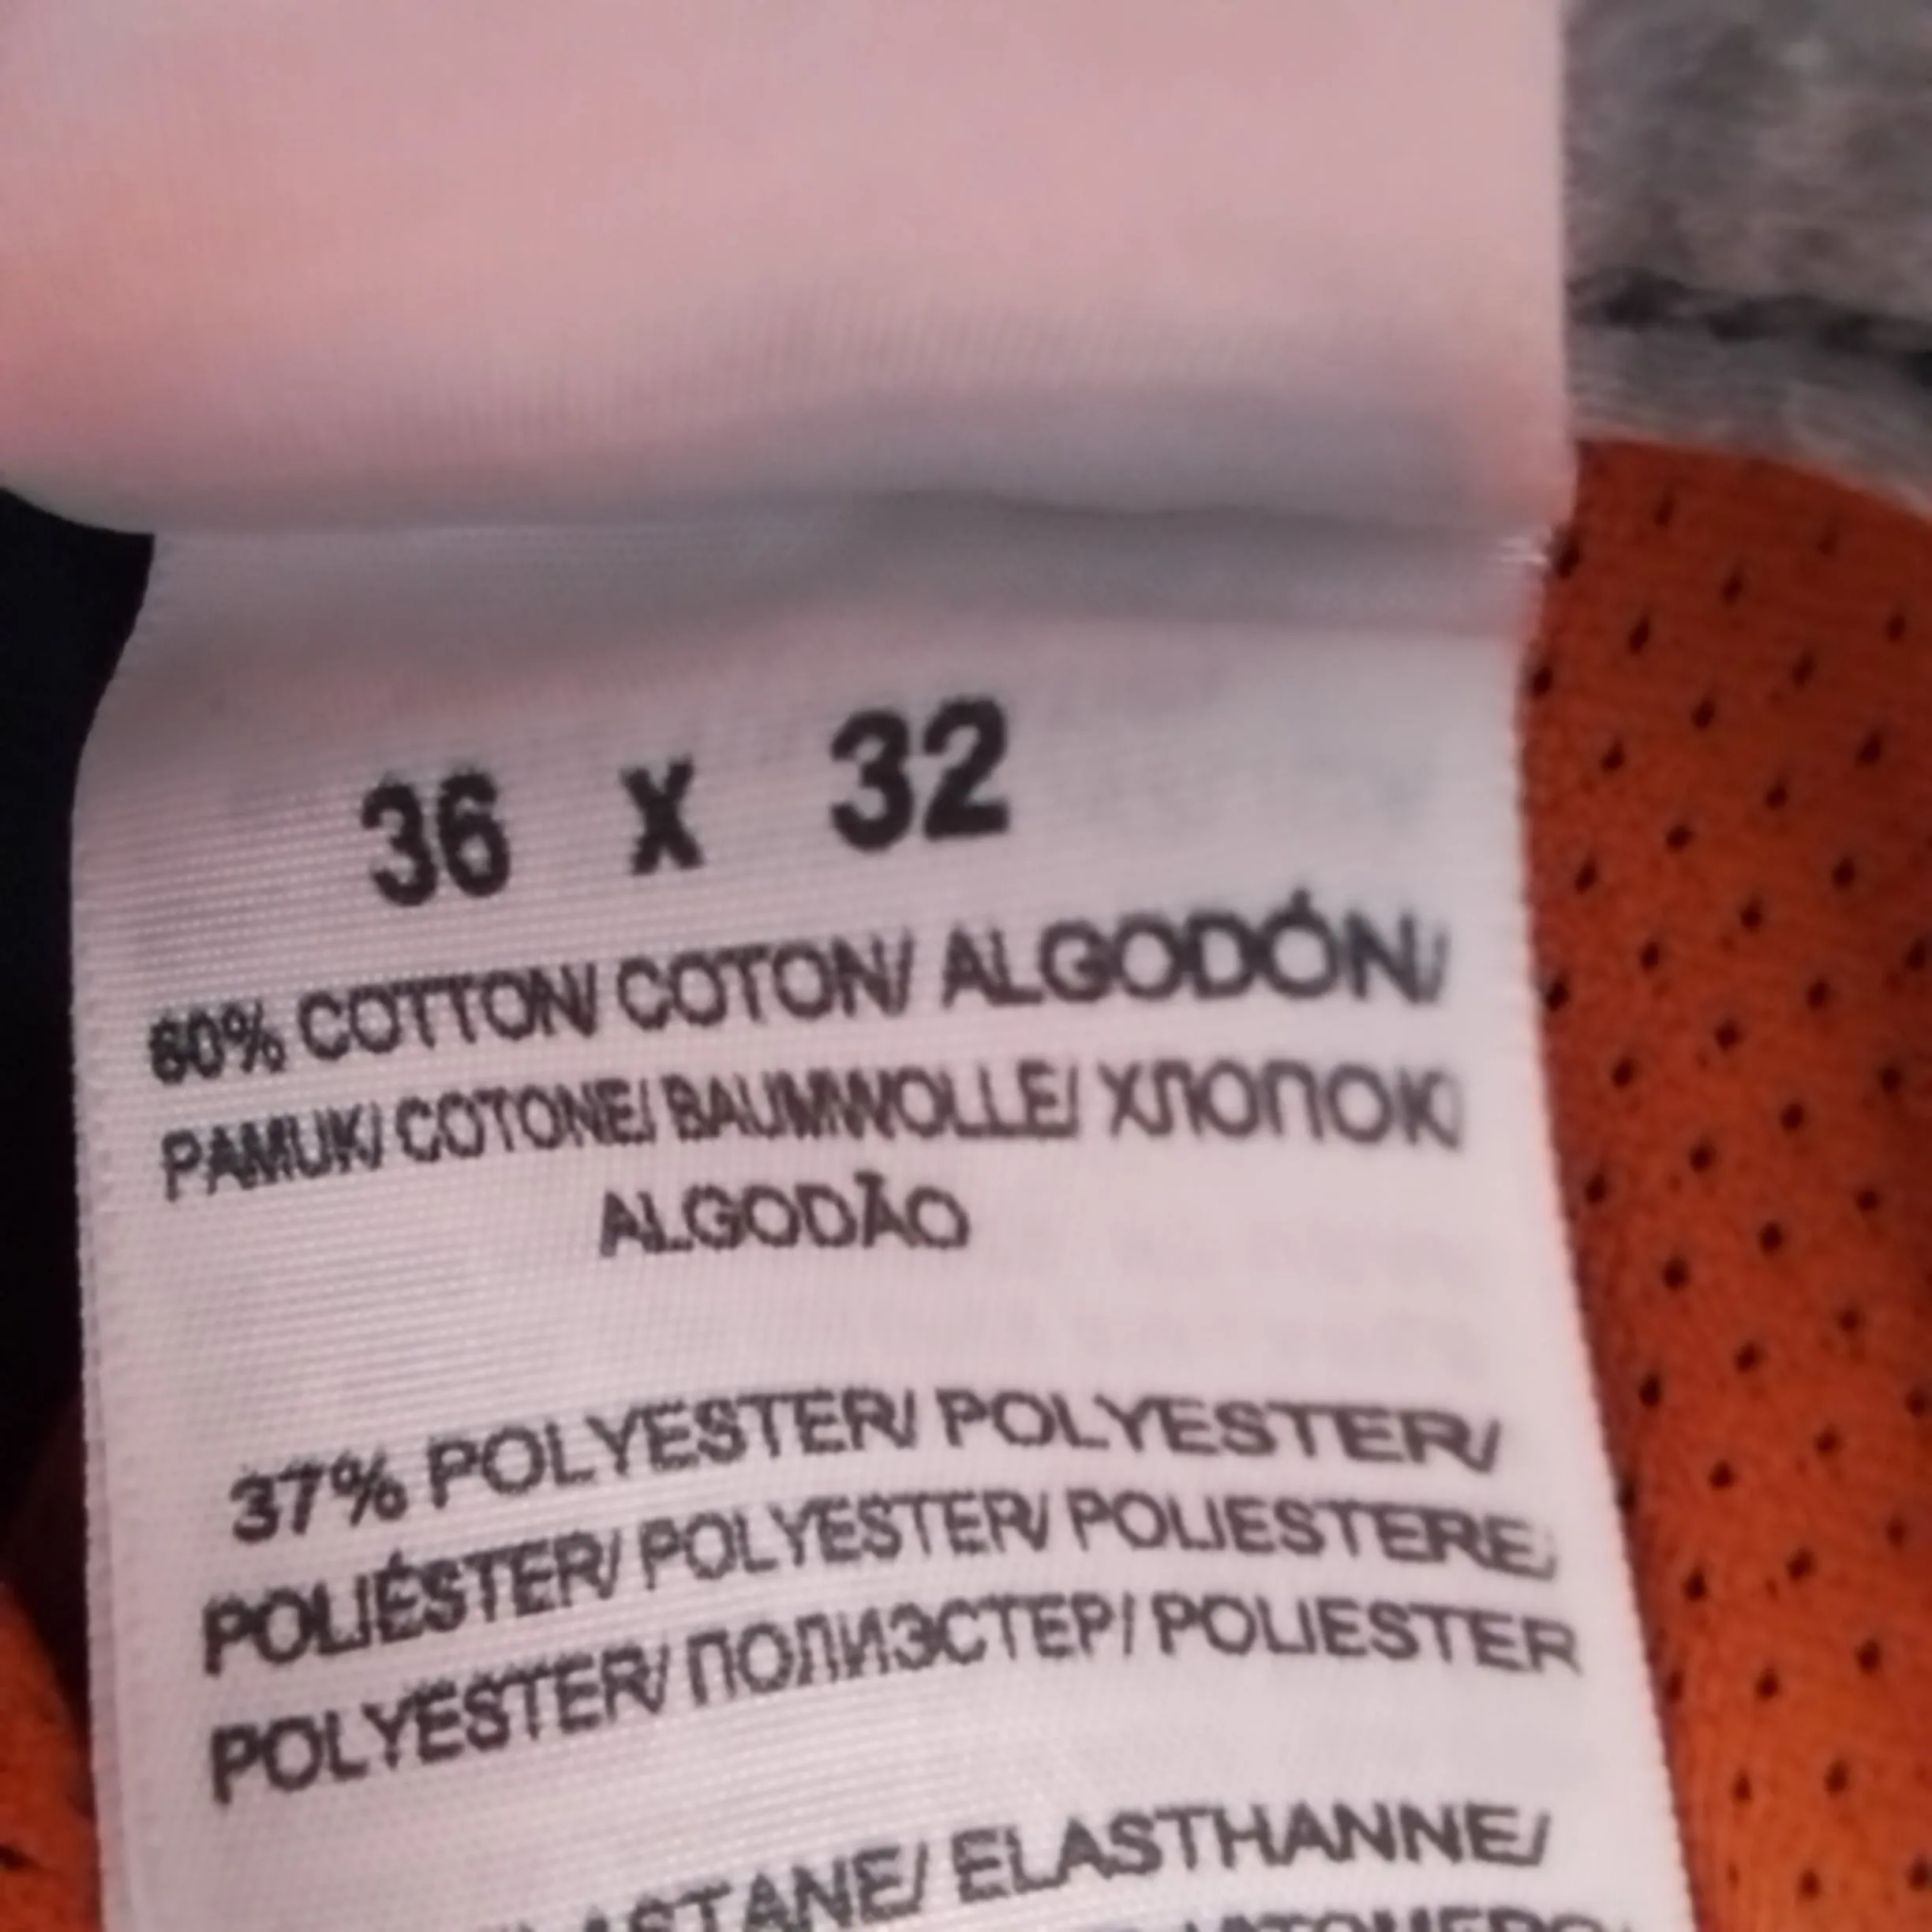 36 X 32
60% COTTON/ COTON/ ALGODÓN/
PAMUK/ COTONE/ BAUMWOLLE/ ХЛОПОК/
ALGODÃO
37% POLYESTER/ POLYESTER/
POLIÉSTER/ POLYESTER/ POLIESTERE/
POLYESTER/ ПОЛИЭСТЕР/ POLIESTER
ELASTHANNE/